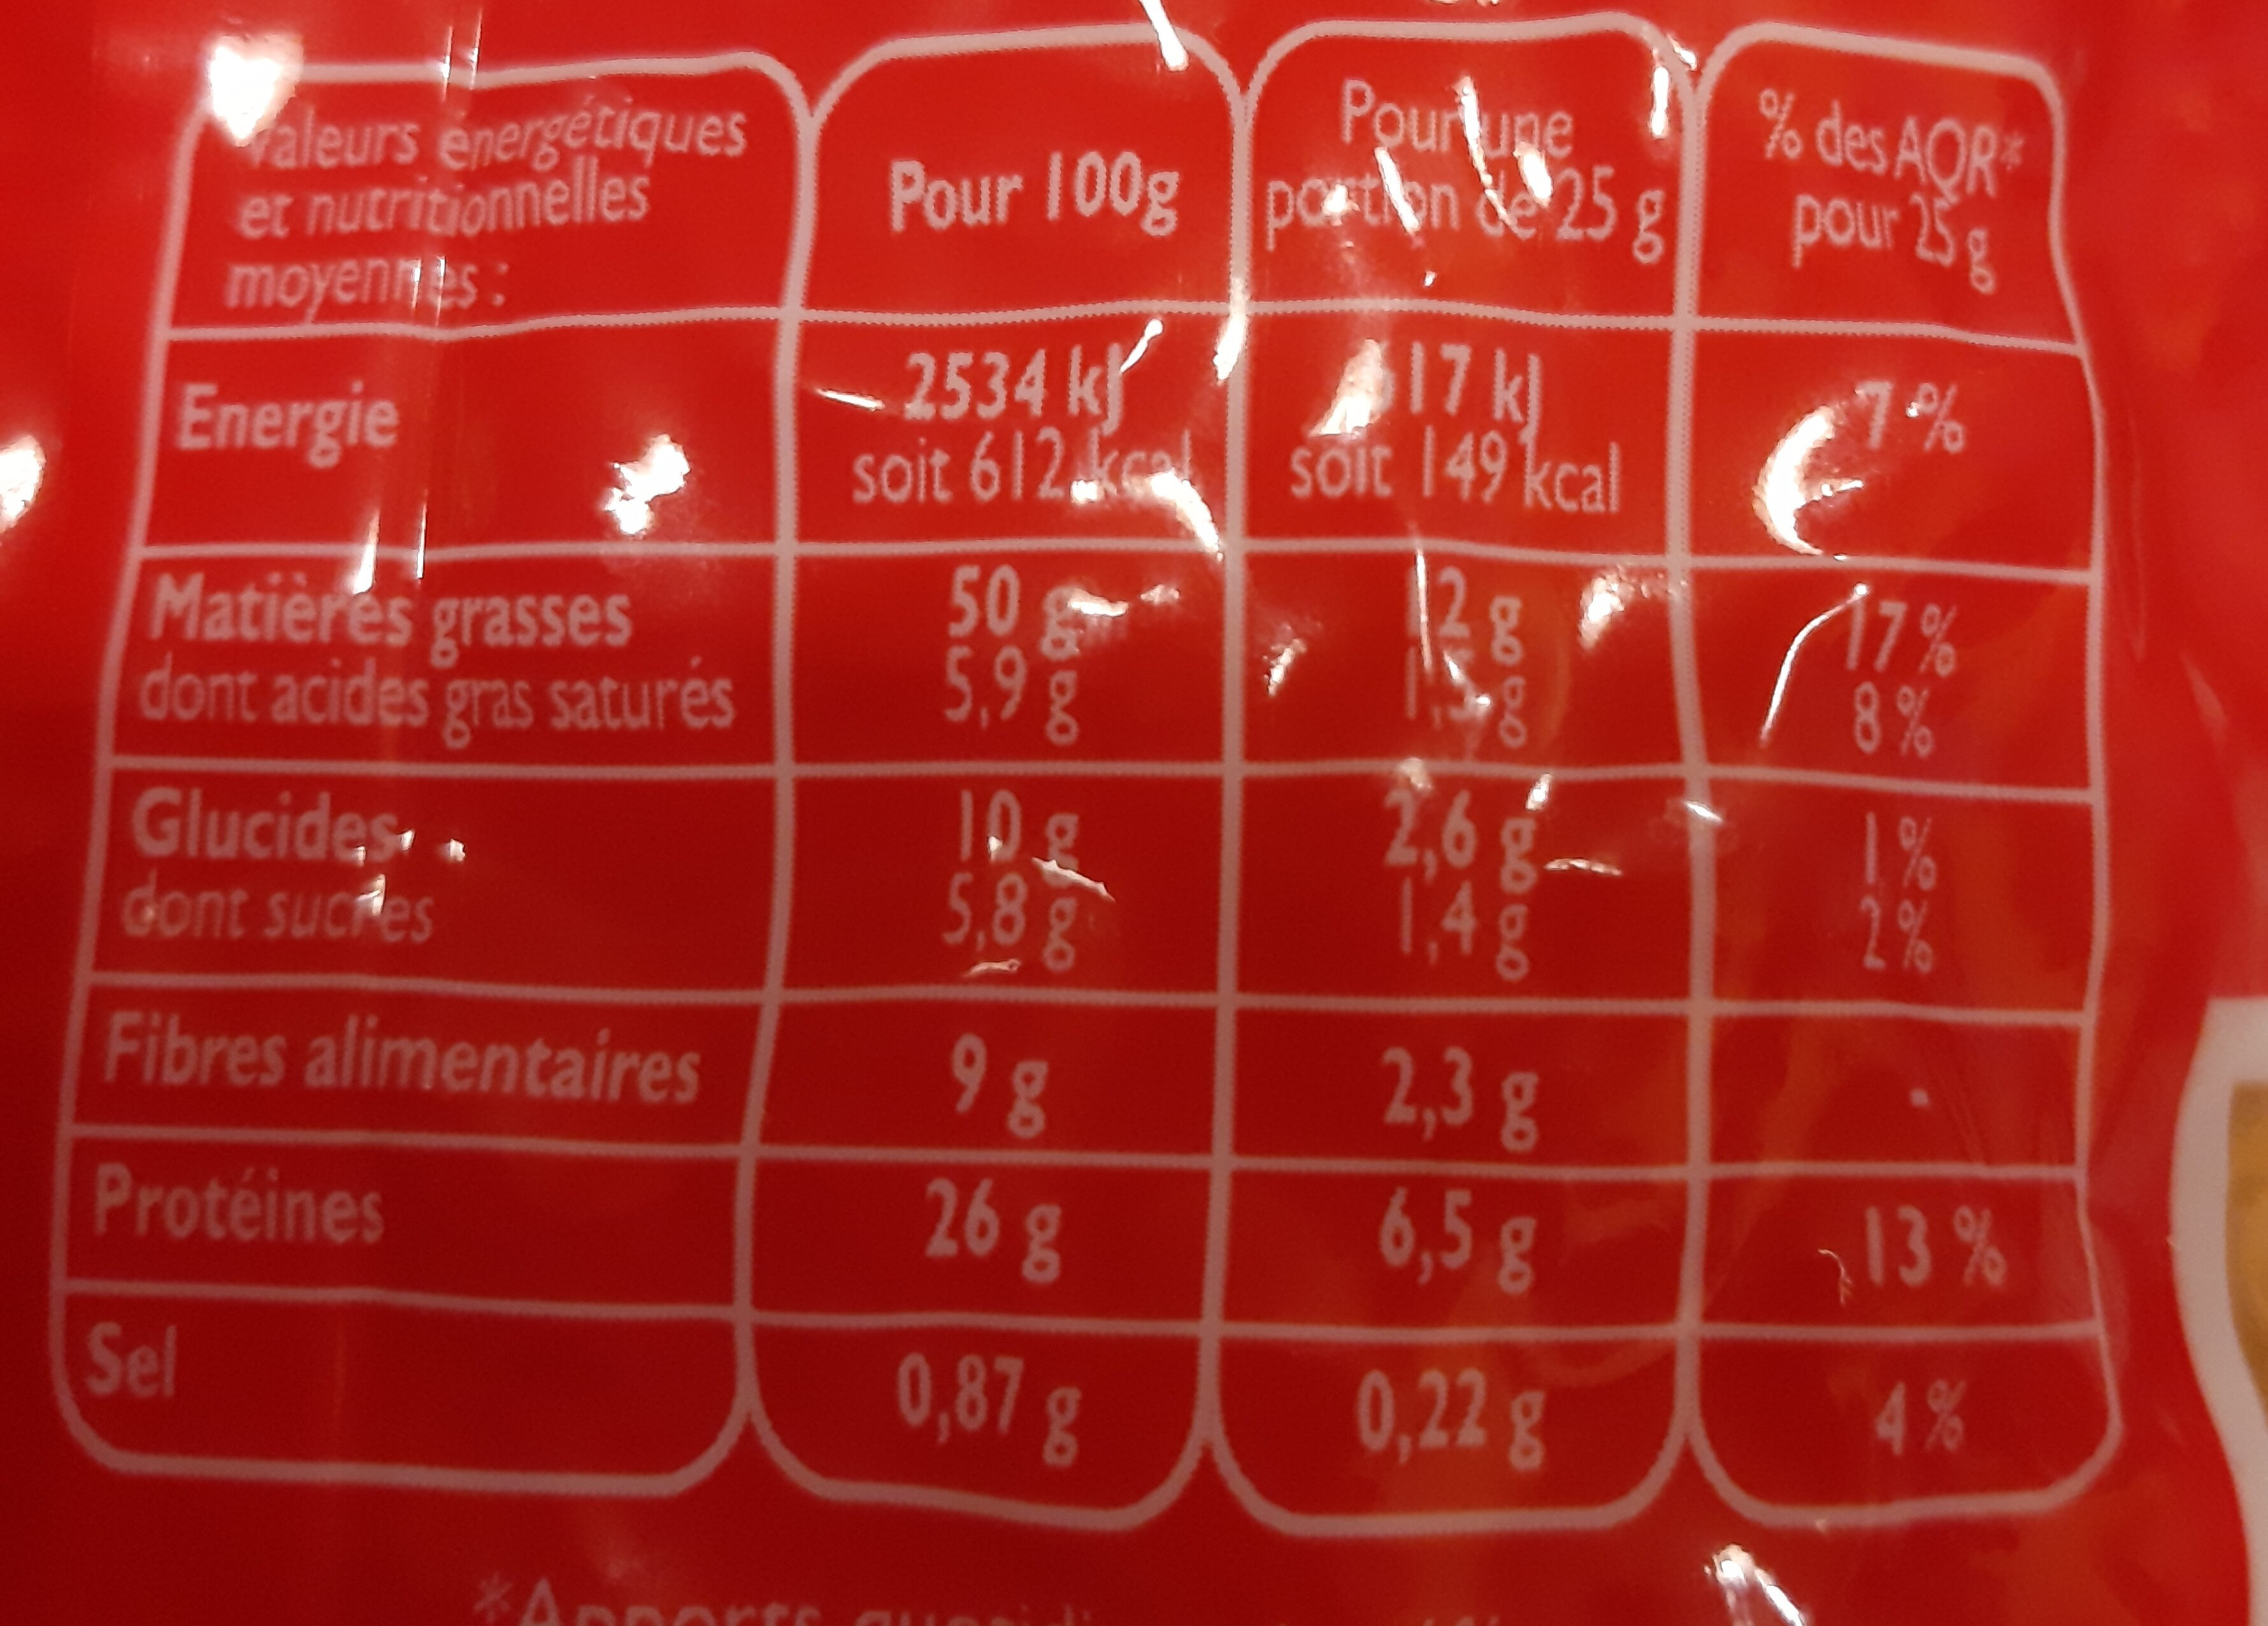 Valeurs énergétiques
et nutritionnelles
moyennes :
Pour 100g
Pour une
portion de 25 g
% des AQR*
pour 25 g
Energie
2534 kJ
soit 612 kcal
617 kJ
soit 149 kcal
7 %
Matières grasses
50 g
12 g
17 %
dont acides gras saturés
5,9 g
1,5 g
8 %
Glucides
10 g
2,6 g
1 %
dont sucres
5,8 g
1,4 g
2 %
Fibres alimentaires
9 g
2,3 g
-
Protéines
26 g
6,5 g
13 %
Sel
0,87 g
0,22 g
4 %
*Apports